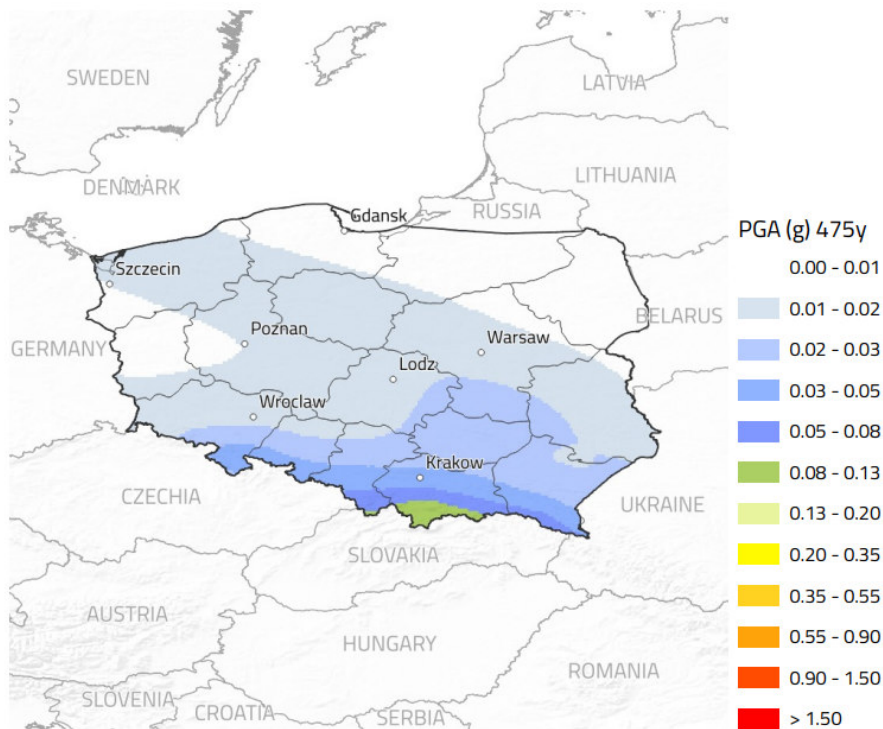 SWEDEN
LATVIA
LITHUANIA
DENMARK
RUSSIA
Gdansk
Szczecin
BELARUS
GERMANY
Poznan
Warsaw
Lodz
Wroclaw
Krakow
CZECHIA
UKRAINE
SLOVAKIA
AUSTRIA
HUNGARY
ROMANIA
SLOVENIA
CROATIA
SERBIA
PGA (g) 475y
0.00 - 0.01
0.01 - 0.02
0.02 - 0.03
0.03 - 0.05
0.05 - 0.08
0.08 - 0.13
0.13 - 0.20
0.20 - 0.35
0.35 - 0.55
0.55 - 0.90
0.90 - 1.50
> 1.50